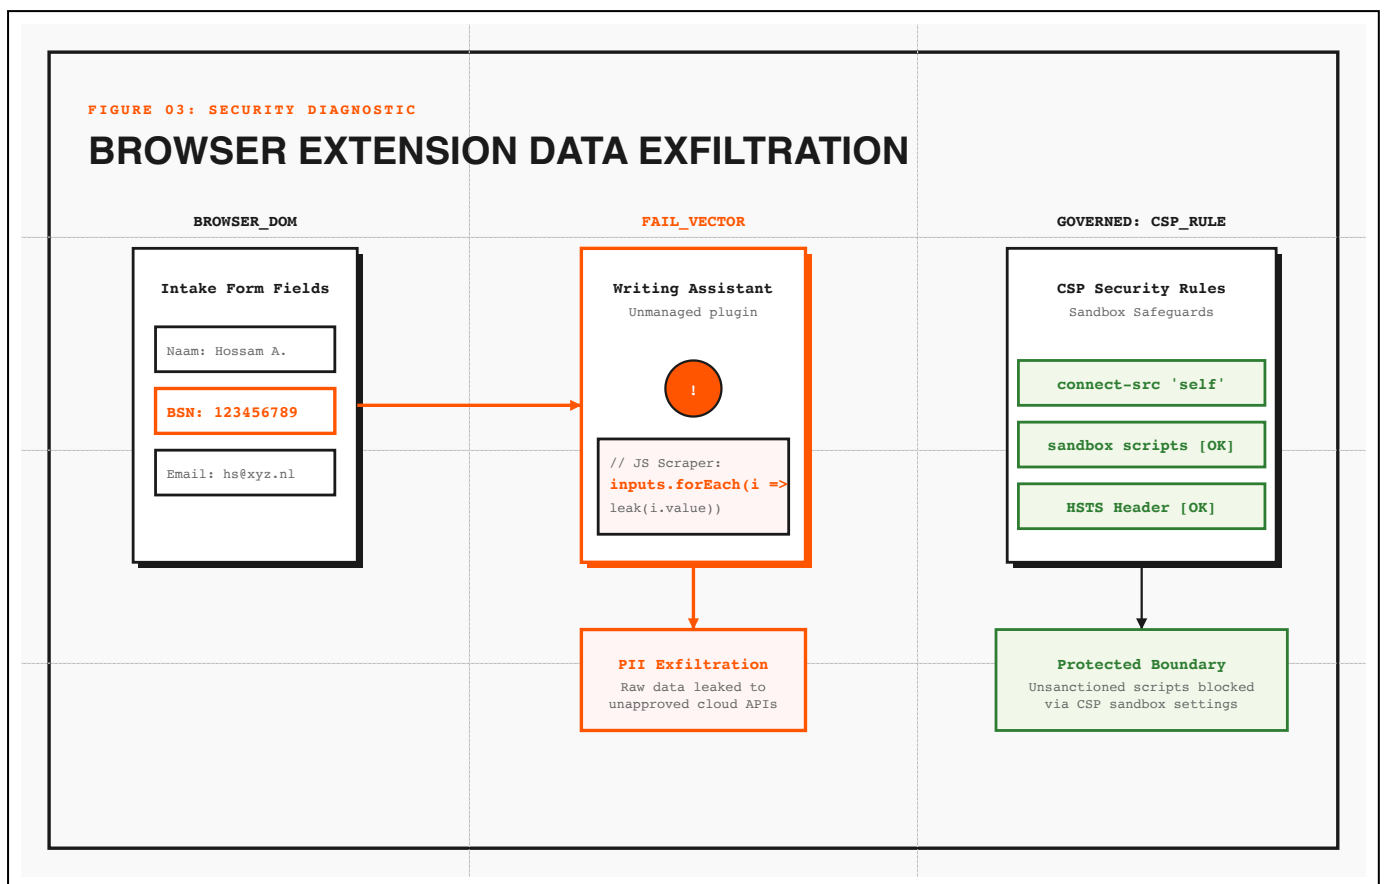 FIGURE 03: SECURITY DIAGNOSTIC
BROWSER EXTENSION DATA EXFILTRATION
BROWSER_DOM
Intake Form Fields
Naam: Hossam A.
BSN: 123456789
Email: hs@xyz.nl
FAIL_VECTOR
Writing Assistant
Unmanaged plugin
!
// JS Scraper:
inputs.forEach(i =>
leak(i.value))
PII Exfiltration
Raw data leaked to
unapproved cloud APIs
GOVERNED: CSP_RULE
CSP Security Rules
Sandbox Safeguards
connect-src 'self'
sandbox scripts [OK]
HSTS Header [OK]
Protected Boundary
Unsanctioned scripts blocked
via CSP sandbox settings